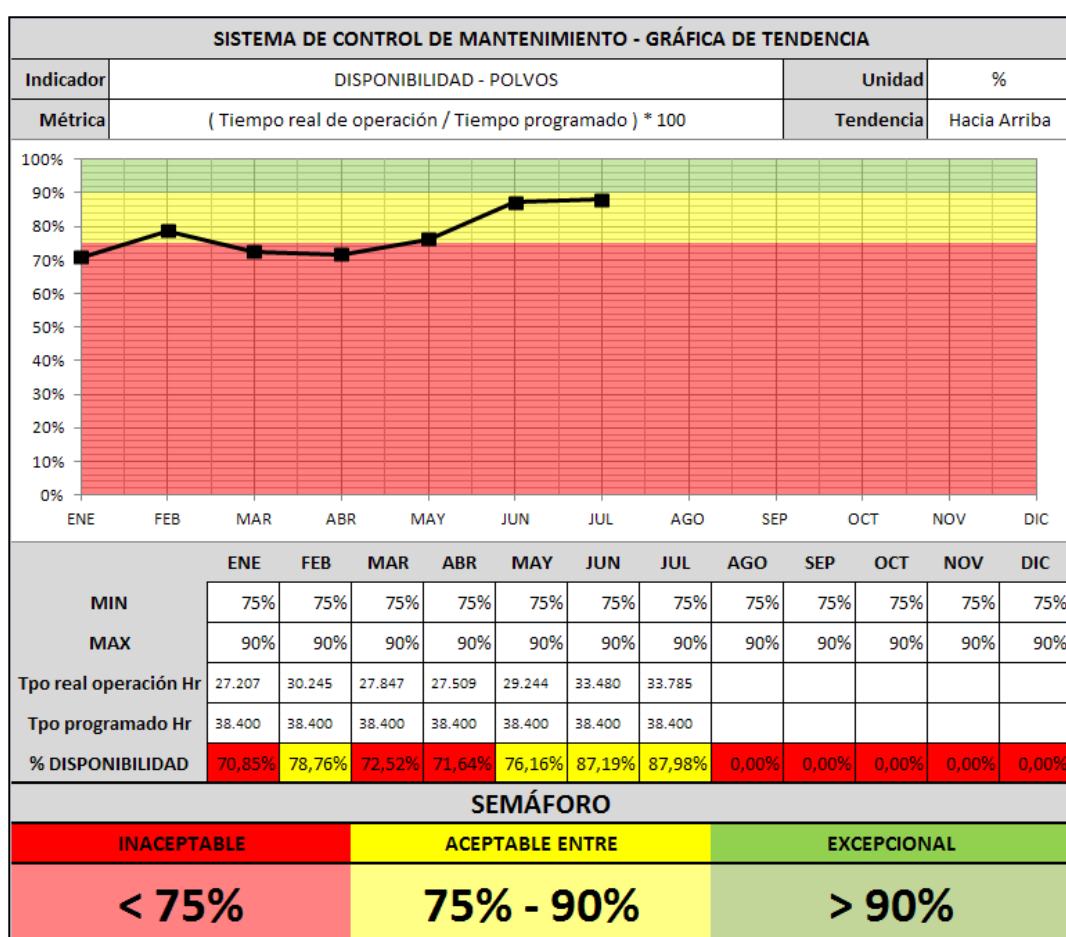 SISTEMA DE CONTROL DE MANTENIMIENTO - GRÁFICA DE TENDENCIA
Indicador DISPONIBILIDAD - POLVOS Unidad %
Métrica ( Tiempo real de operación / Tiempo programado ) * 100 Tendencia Hacia Arriba
100%
90%
80%
70%
60%
50%
40%
30%
20%
10%
0%
ENE FEB MAR ABR MAY JUN JUL AGO SEP OCT NOV DIC
ENE FEB MAR ABR MAY JUN JUL AGO SEP OCT NOV DIC
MIN 75% 75% 75% 75% 75% 75% 75% 75% 75% 75% 75% 75%
MAX 90% 90% 90% 90% 90% 90% 90% 90% 90% 90% 90% 90%
Tpo real operación Hr 27.207 30.245 27.847 27.509 29.244 33.480 33.785
Tpo programado Hr 38.400 38.400 38.400 38.400 38.400 38.400 38.400
% DISPONIBILIDAD 70,85% 78,76% 72,52% 71,64% 76,16% 87,19% 87,98% 0,00% 0,00% 0,00% 0,00% 0,00%
SEMÁFORO
INACEPTABLE ACEPTABLE ENTRE EXCEPCIONAL
< 75% 75% - 90% > 90%